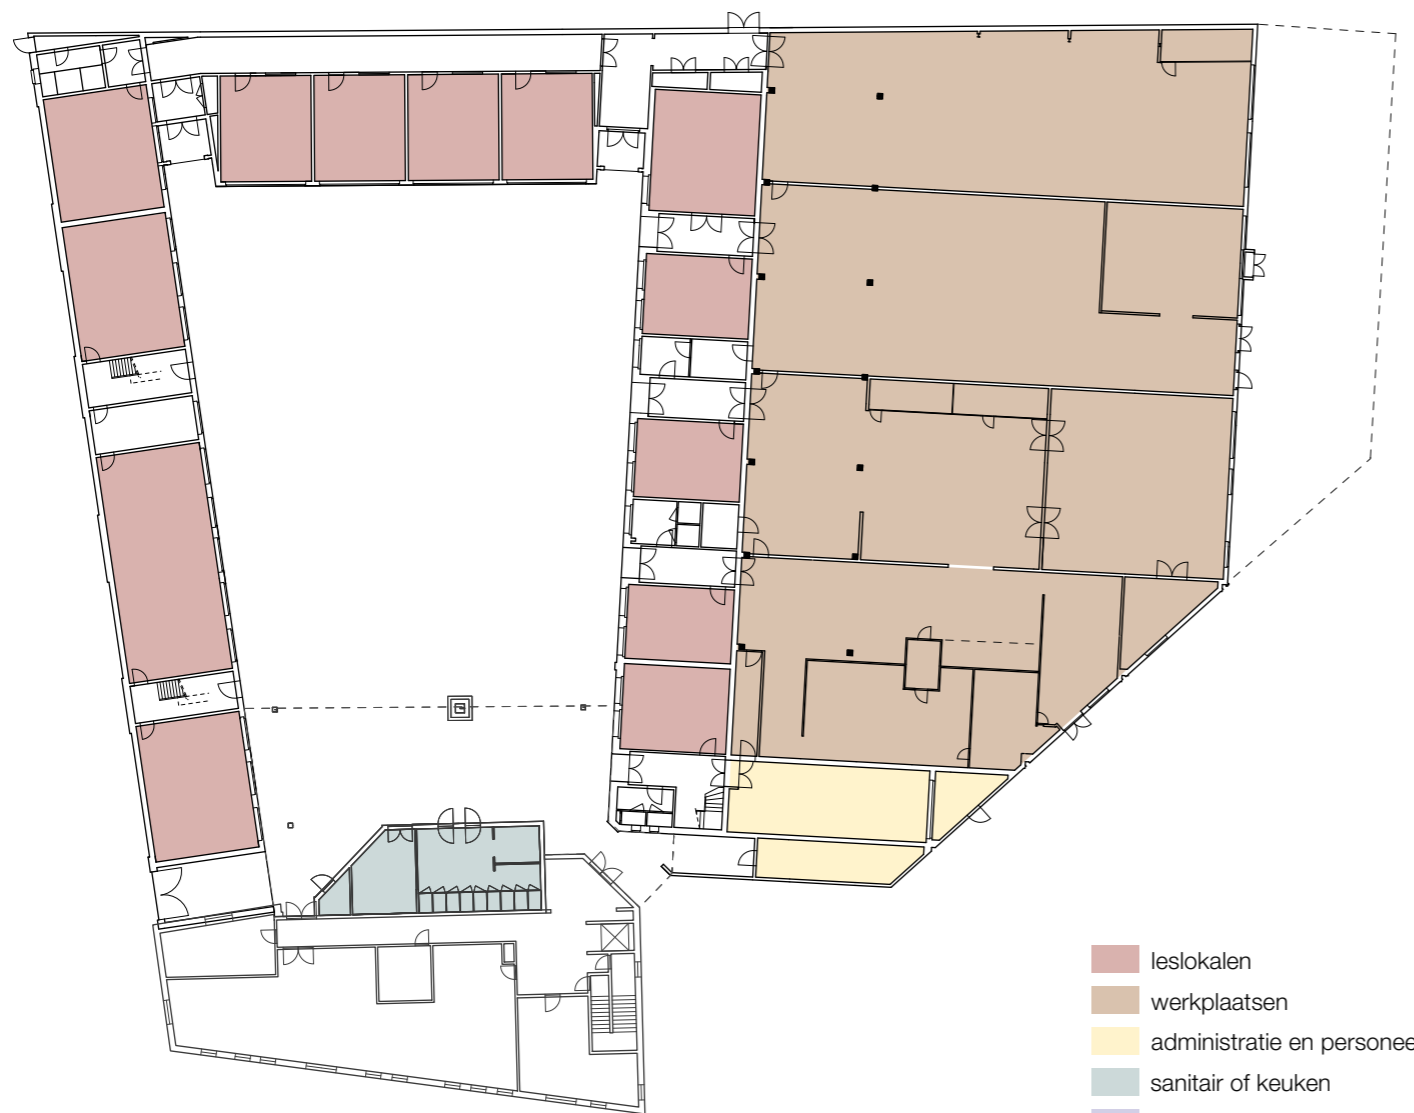 leslokalen
werkplaatsen
administratie en personee
sanitair of keuken